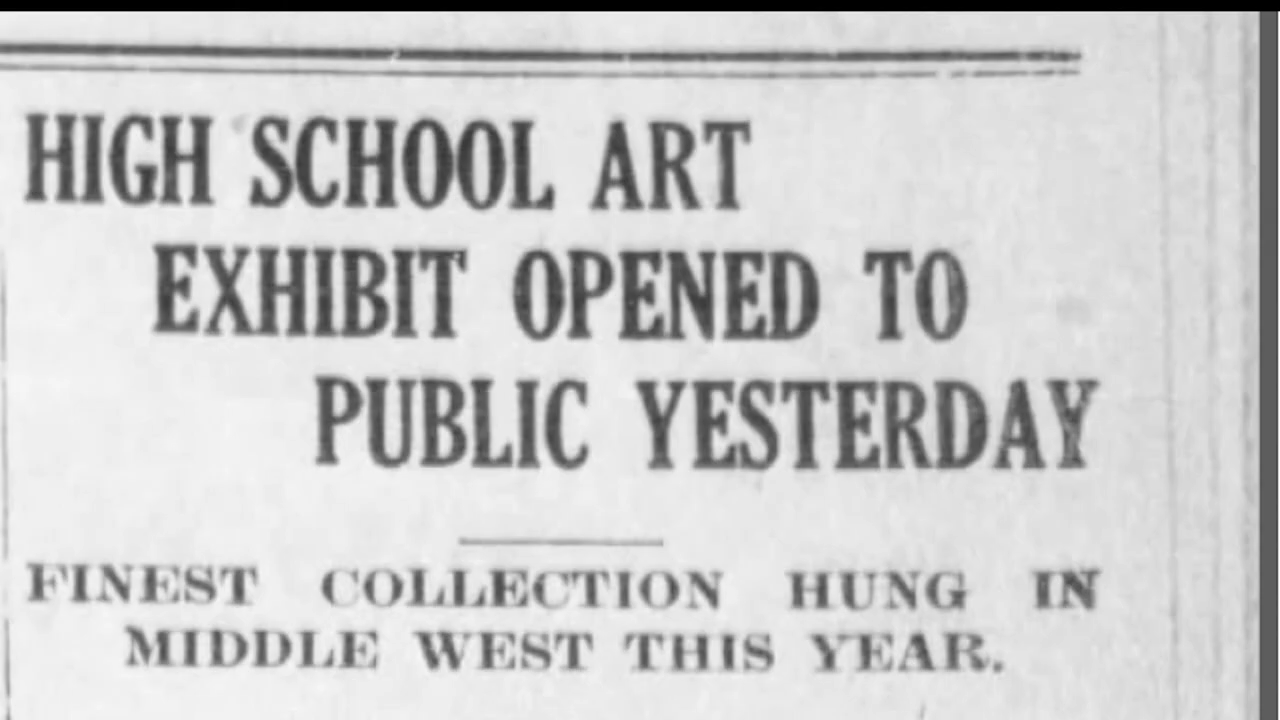 HIGH SCHOOL ART
EXHIBIT OPENED TO
PUBLIC YESTERDAY
FINEST COLLECTION HUNG IN
MIDDLE WEST THIS YEAR.